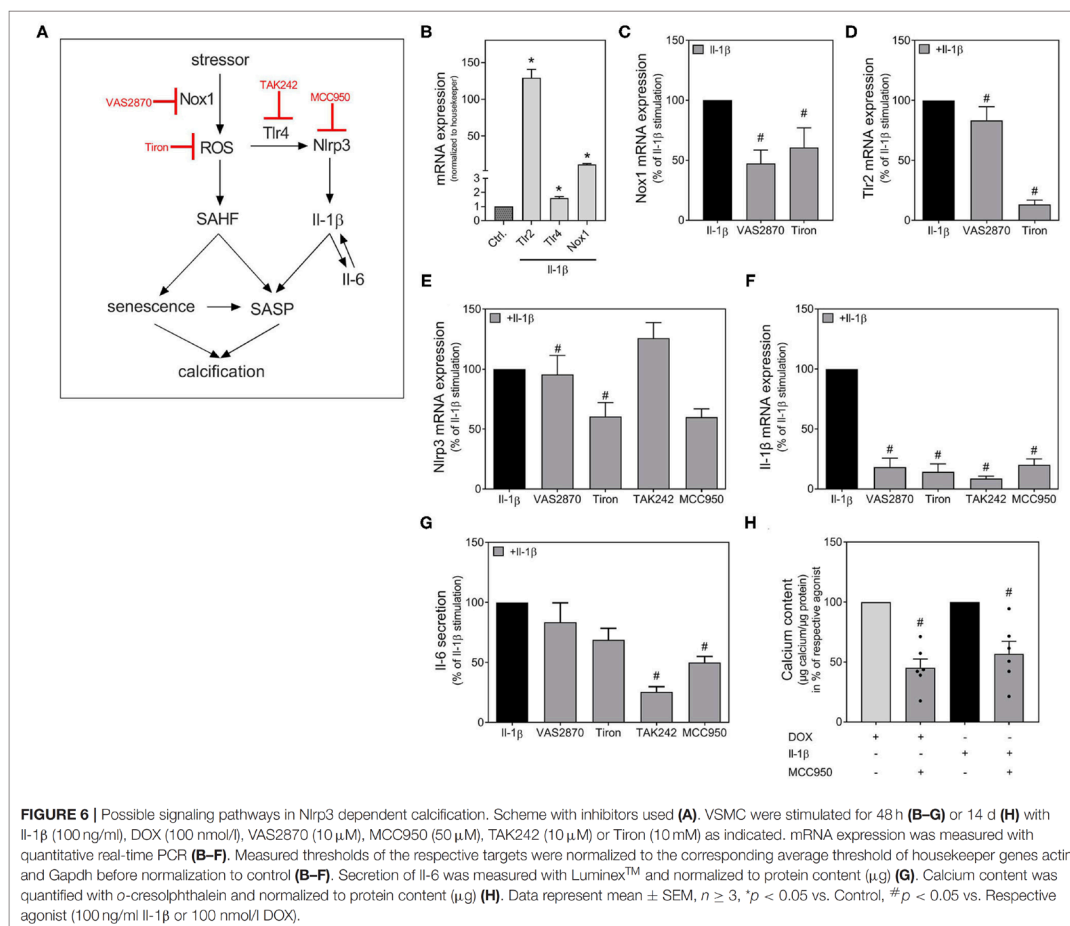 A
stressor
VAS2870
Nox1
TAK242
MCC950
Tiron
ROS
Tlr4
Nlrp3
SAHF
Il-1β
Il-6
senescence
SASP
calcification
B
mRNA expression
(normalized to housekeeper)
150
100
50
3
2
1
0
*
*
*
Ctrl.
Tlr2
Tlr4
Nox1
Il-1β
C
Nox1 mRNA expression
(% of Il-1β stimulation)
150
100
50
0
Il-1β
#
#
Il-1β
VAS2870
Tiron
D
Tlr2 mRNA expression
(% of Il-1β stimulation)
150
100
50
0
+Il-1β
#
#
Il-1β
VAS2870
Tiron
E
Nlrp3 mRNA expression
(% of Il-1β stimulation)
150
100
50
0
+Il-1β
#
#
Il-1β
VAS2870
Tiron
TAK242
MCC950
F
Il-1β mRNA expression
(% of Il-1β stimulation)
150
100
50
0
+Il-1β
#
#
#
#
Il-1β
VAS2870
Tiron
TAK242
MCC950
G
Il-6 secretion
(% of Il-1β stimulation)
150
100
50
0
+Il-1β
#
#
Il-1β
VAS2870
Tiron
TAK242
MCC950
H
Calcium content
(µg calcium/µg protein)
in % of respective agonist
150
100
50
0
#
#
DOX + + - -
Il-1β - - + +
MCC950 - + - +
FIGURE 6 | Possible signaling pathways in Nlrp3 dependent calcification. Scheme with inhibitors used (A). VSMC were stimulated for 48 h (B–G) or 14 d (H) with
Il-1β (100 ng/ml), DOX (100 nmol/l), VAS2870 (10 µM), MCC950 (50 µM), TAK242 (10 µM) or Tiron (10 mM) as indicated. mRNA expression was measured with
quantitative real-time PCR (B–F). Measured thresholds of the respective targets were normalized to the corresponding average threshold of housekeeper genes actin
and Gapdh before normalization to control (B–F). Secretion of IL-6 was measured with Luminex™ and normalized to protein content (µg) (G). Calcium content was
quantified with o-cresolphthalein and normalized to protein content (µg) (H). Data represent mean ± SEM, n ≥ 3, *p < 0.05 vs. Control, #p < 0.05 vs. Respective
agonist (100 ng/ml Il-1β or 100 nmol/l DOX).